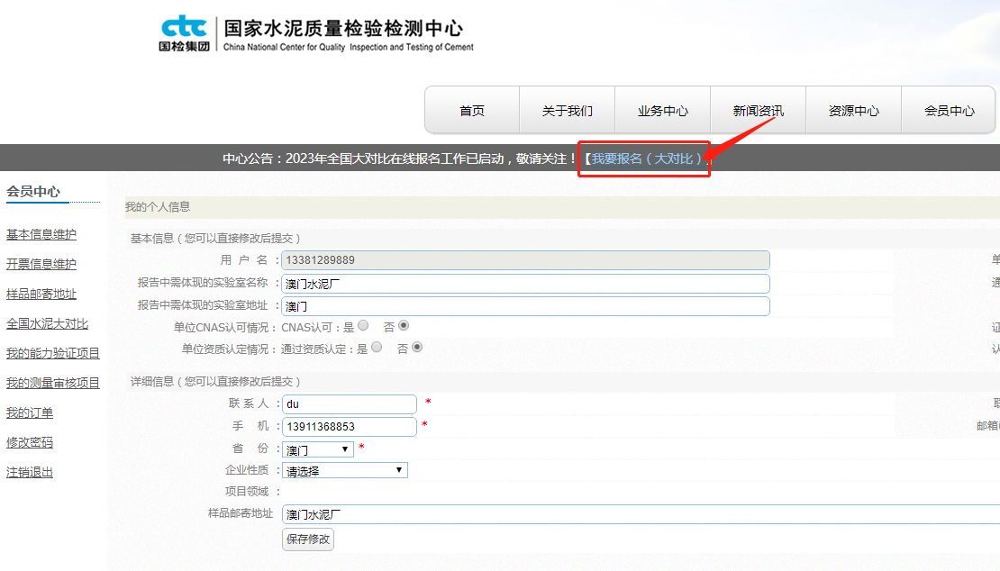 ctc
国检集团
国家水泥质量检验检测中心
China National Center for Quality Inspection and Testing of Cement
首页 关于我们 业务中心 新闻资讯 资源中心 会员中心
中心公告：2023年全国大对比在线报名工作已启动，敬请关注！【我要报名（大对比）】
会员中心
基本信息维护
开票信息维护
样品邮寄地址
全国水泥大对比
我的能力验证项目
我的测量审核项目
我的订单
修改密码
注销退出
我的个人信息
基本信息（您可以直接修改后提交）
用 户 名 ：13381289889 单
报告中需体现的实验室名称 ：澳门水泥厂 通
报告中需体现的实验室地址 ：澳门
单位CNAS认可情况：CNAS认可：是 否 证
单位资质认定情况：通过资质认定：是 否 认
详细信息（您可以直接修改后提交）
联 系 人 ：du * 联
手 机 ：13911368853 * 邮箱(
省 份 ：澳门 *
企业性质 ：请选择
项目领域 ：
样品邮寄地址 澳门水泥厂
保存修改